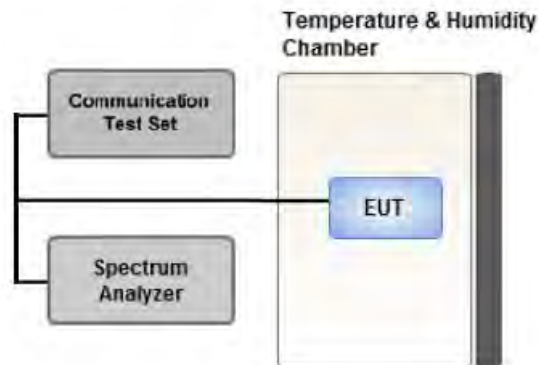 Temperature & Humidity
Chamber
Communication
Test Set
EUT
Spectrum
Analyzer